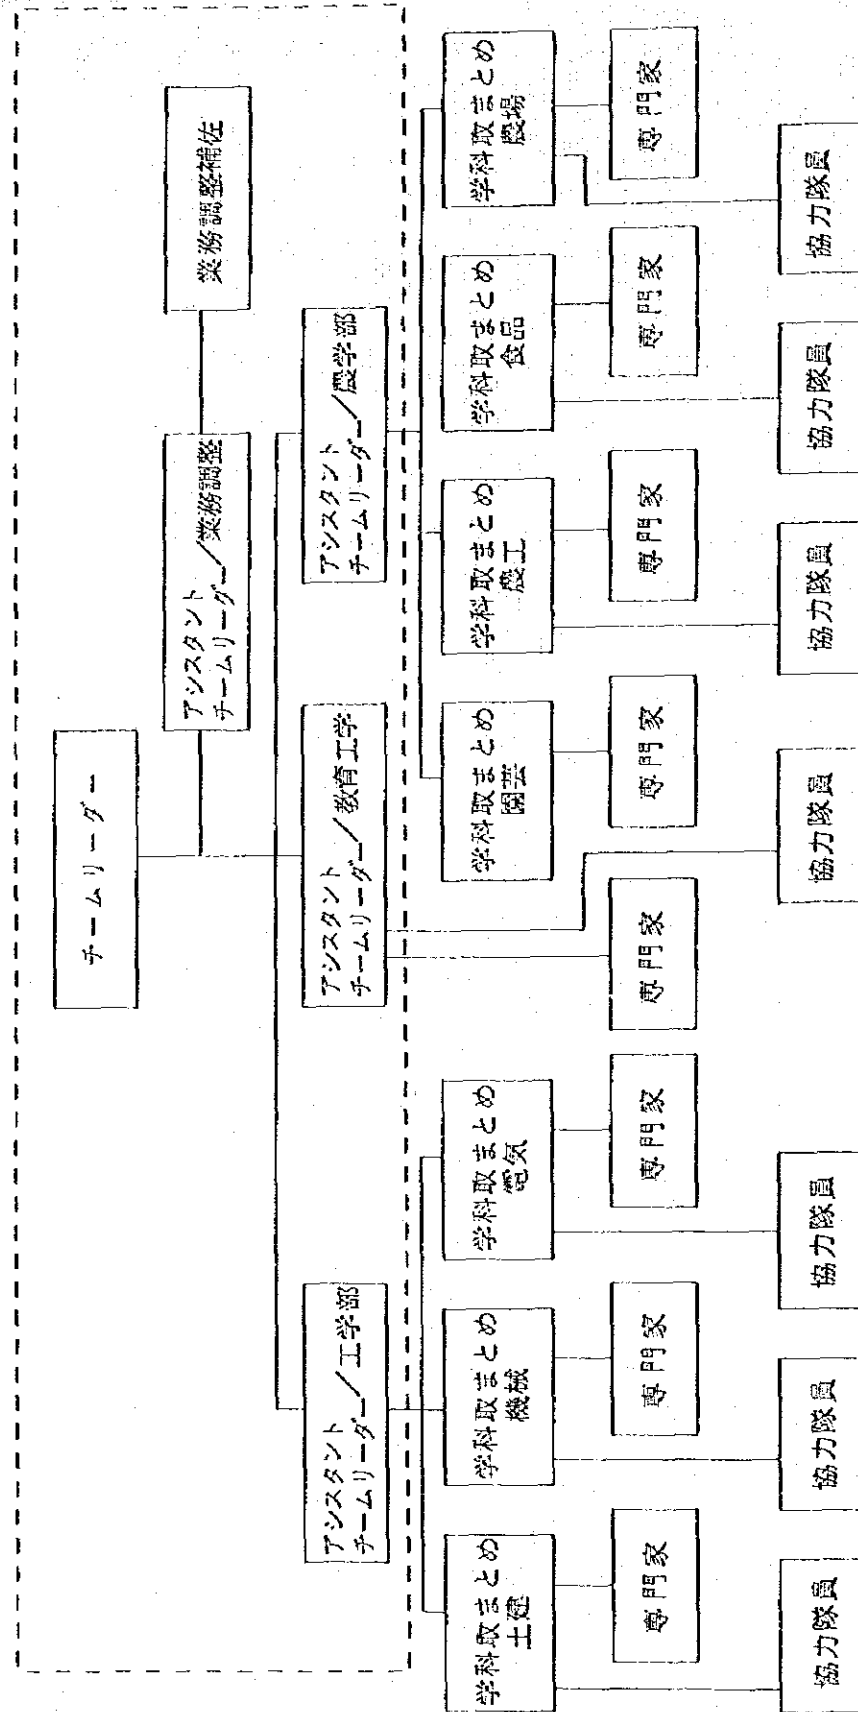 チームリーダー
アシスタント
チームリーダー/業務調整
業務調整補佐
アシスタント
チームリーダー/工学部
アシスタント
チームリーダー/教育工学
アシスタント
チームリーダー/農学部
学科取まとめ
土建
学科取まとめ
機械
学科取まとめ
電気
学科取まとめ
園芸
学科取まとめ
農工
学科取まとめ
食品
学科取まとめ
農場
専門家
専門家
専門家
専門家
専門家
専門家
専門家
専門家
協力隊員
協力隊員
協力隊員
協力隊員
協力隊員
協力隊員
協力隊員